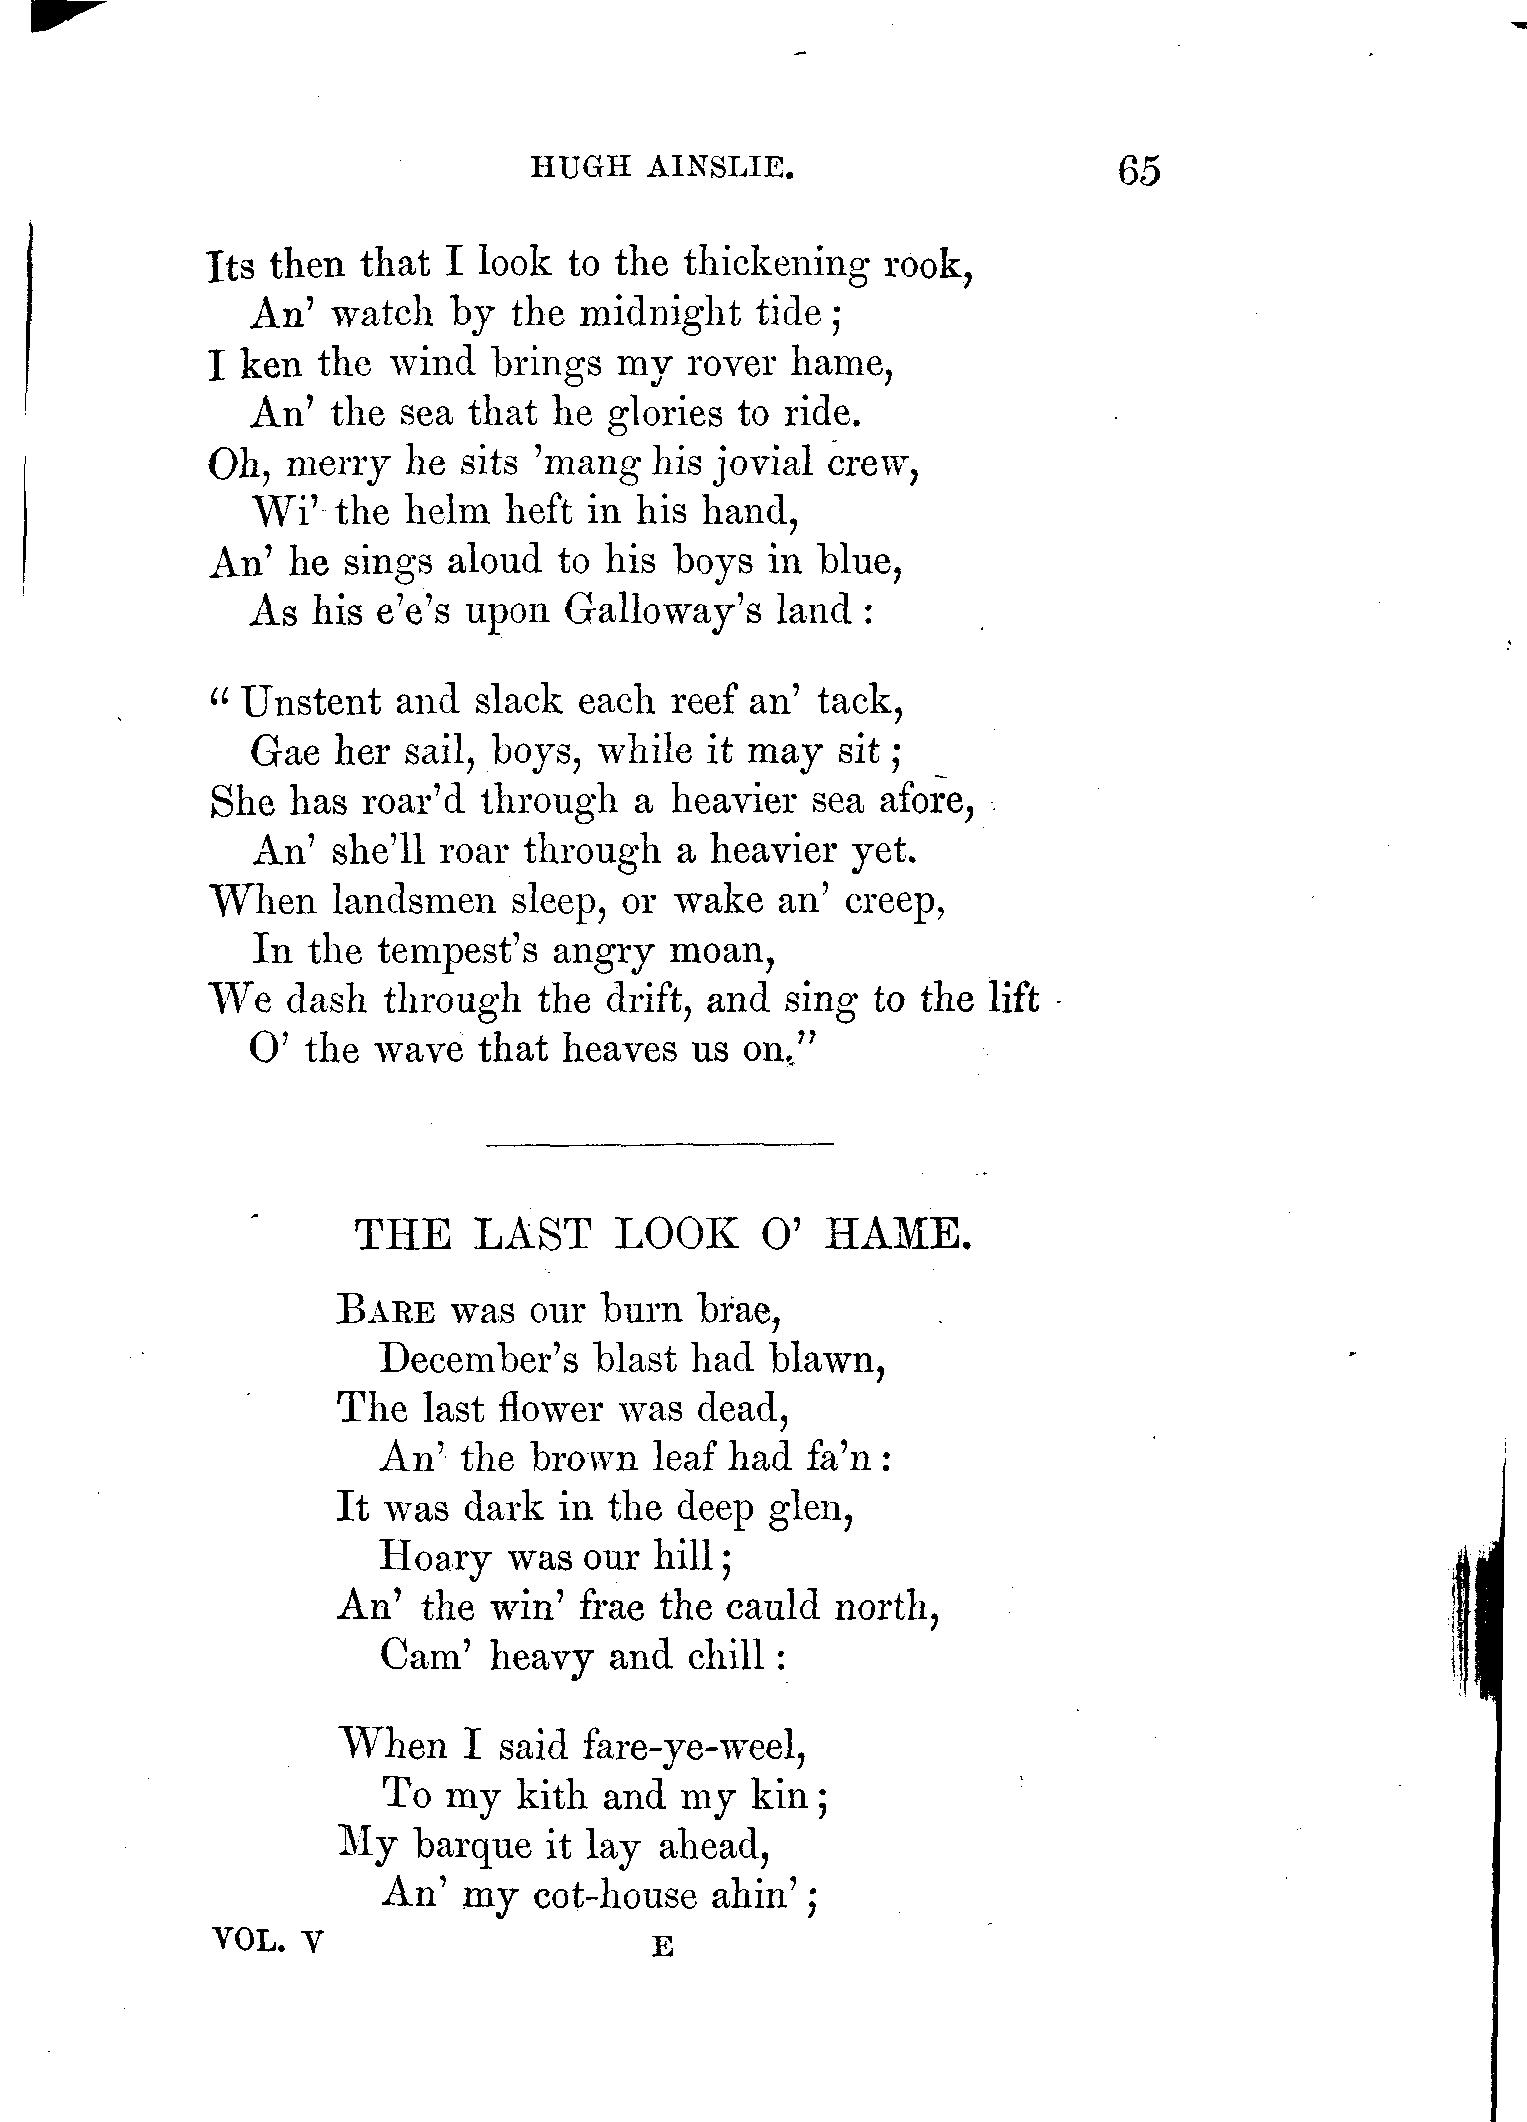 HUGH AINSLIE. 65
Its then that I look to the thickening rook,
An' watch by the midnight tide;
I ken the wind brings my rover hame,
An' the sea that he glories to ride.
Oh, merry he sits 'mang his jovial crew,
Wi' the helm heft in his hand,
An' he sings aloud to his boys in blue,
As his e'e's upon Galloway's land:
"Unstent and slack each reef an' tack,
Gae her sail, boys, while it may sit;
She has roar'd through a heavier sea afore,
An' she'll roar through a heavier yet.
When landsmen sleep, or wake an' creep,
In the tempest's angry moan,
We dash through the drift, and sing to the lift
O' the wave that heaves us on."
THE LAST LOOK O' HAME.
BARE was our burn brae,
December's blast had blawn,
The last flower was dead,
An' the brown leaf had fa'n:
It was dark in the deep glen,
Hoary was our hill;
An' the win' frae the cauld north,
Cam' heavy and chill:
When I said fare-ye-weel,
To my kith and my kin;
My barque it lay ahead,
An' my cot-house ahin';
VOL. V E